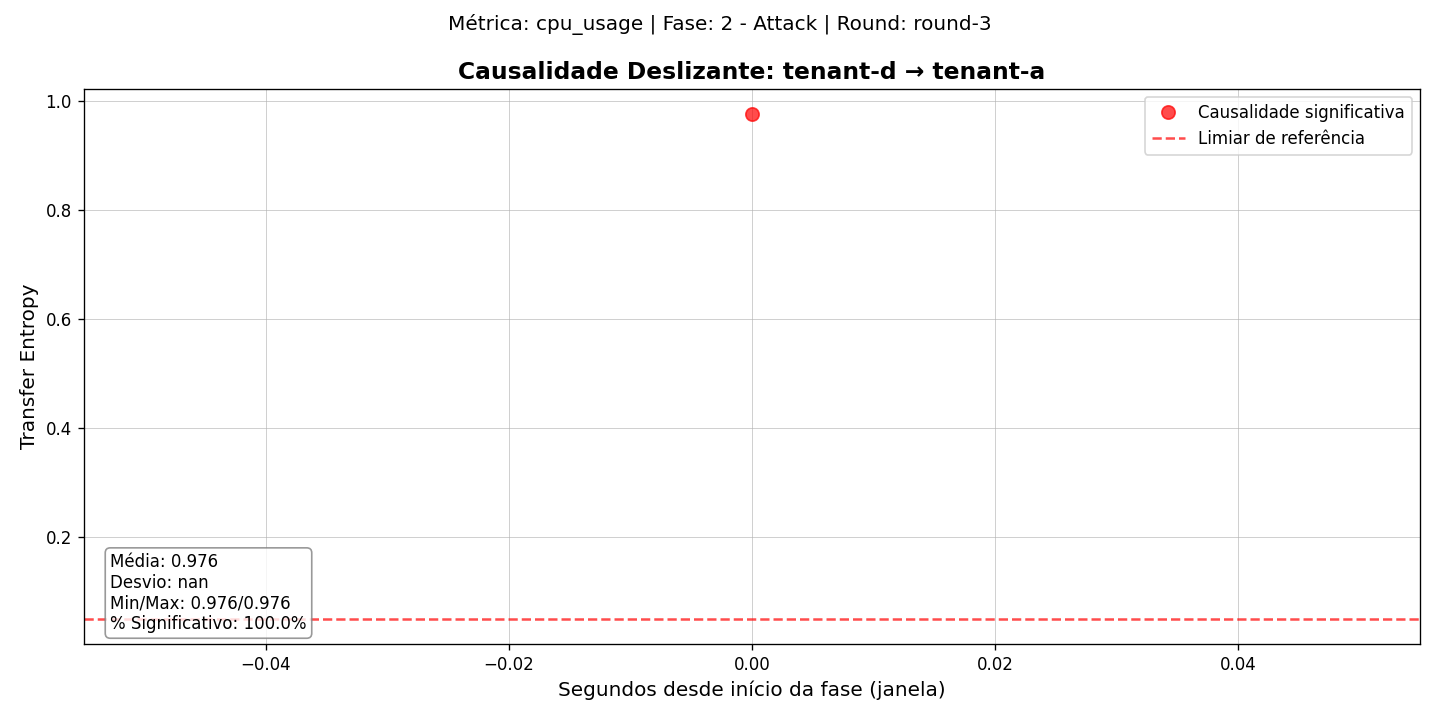 Métrica: cpu_usage | Fase: 2 - Attack | Round: round-3
Causalidade Deslizante: tenant-d → tenant-a
Causalidade significativa
Limiar de referência
Transfer Entropy
1.0
0.8
0.6
0.4
0.2
Média: 0.976
Desvio: nan
Min/Max: 0.976/0.976
% Significativo: 100.0%
−0.04
−0.02
0.00
0.02
0.04
Segundos desde início da fase (janela)